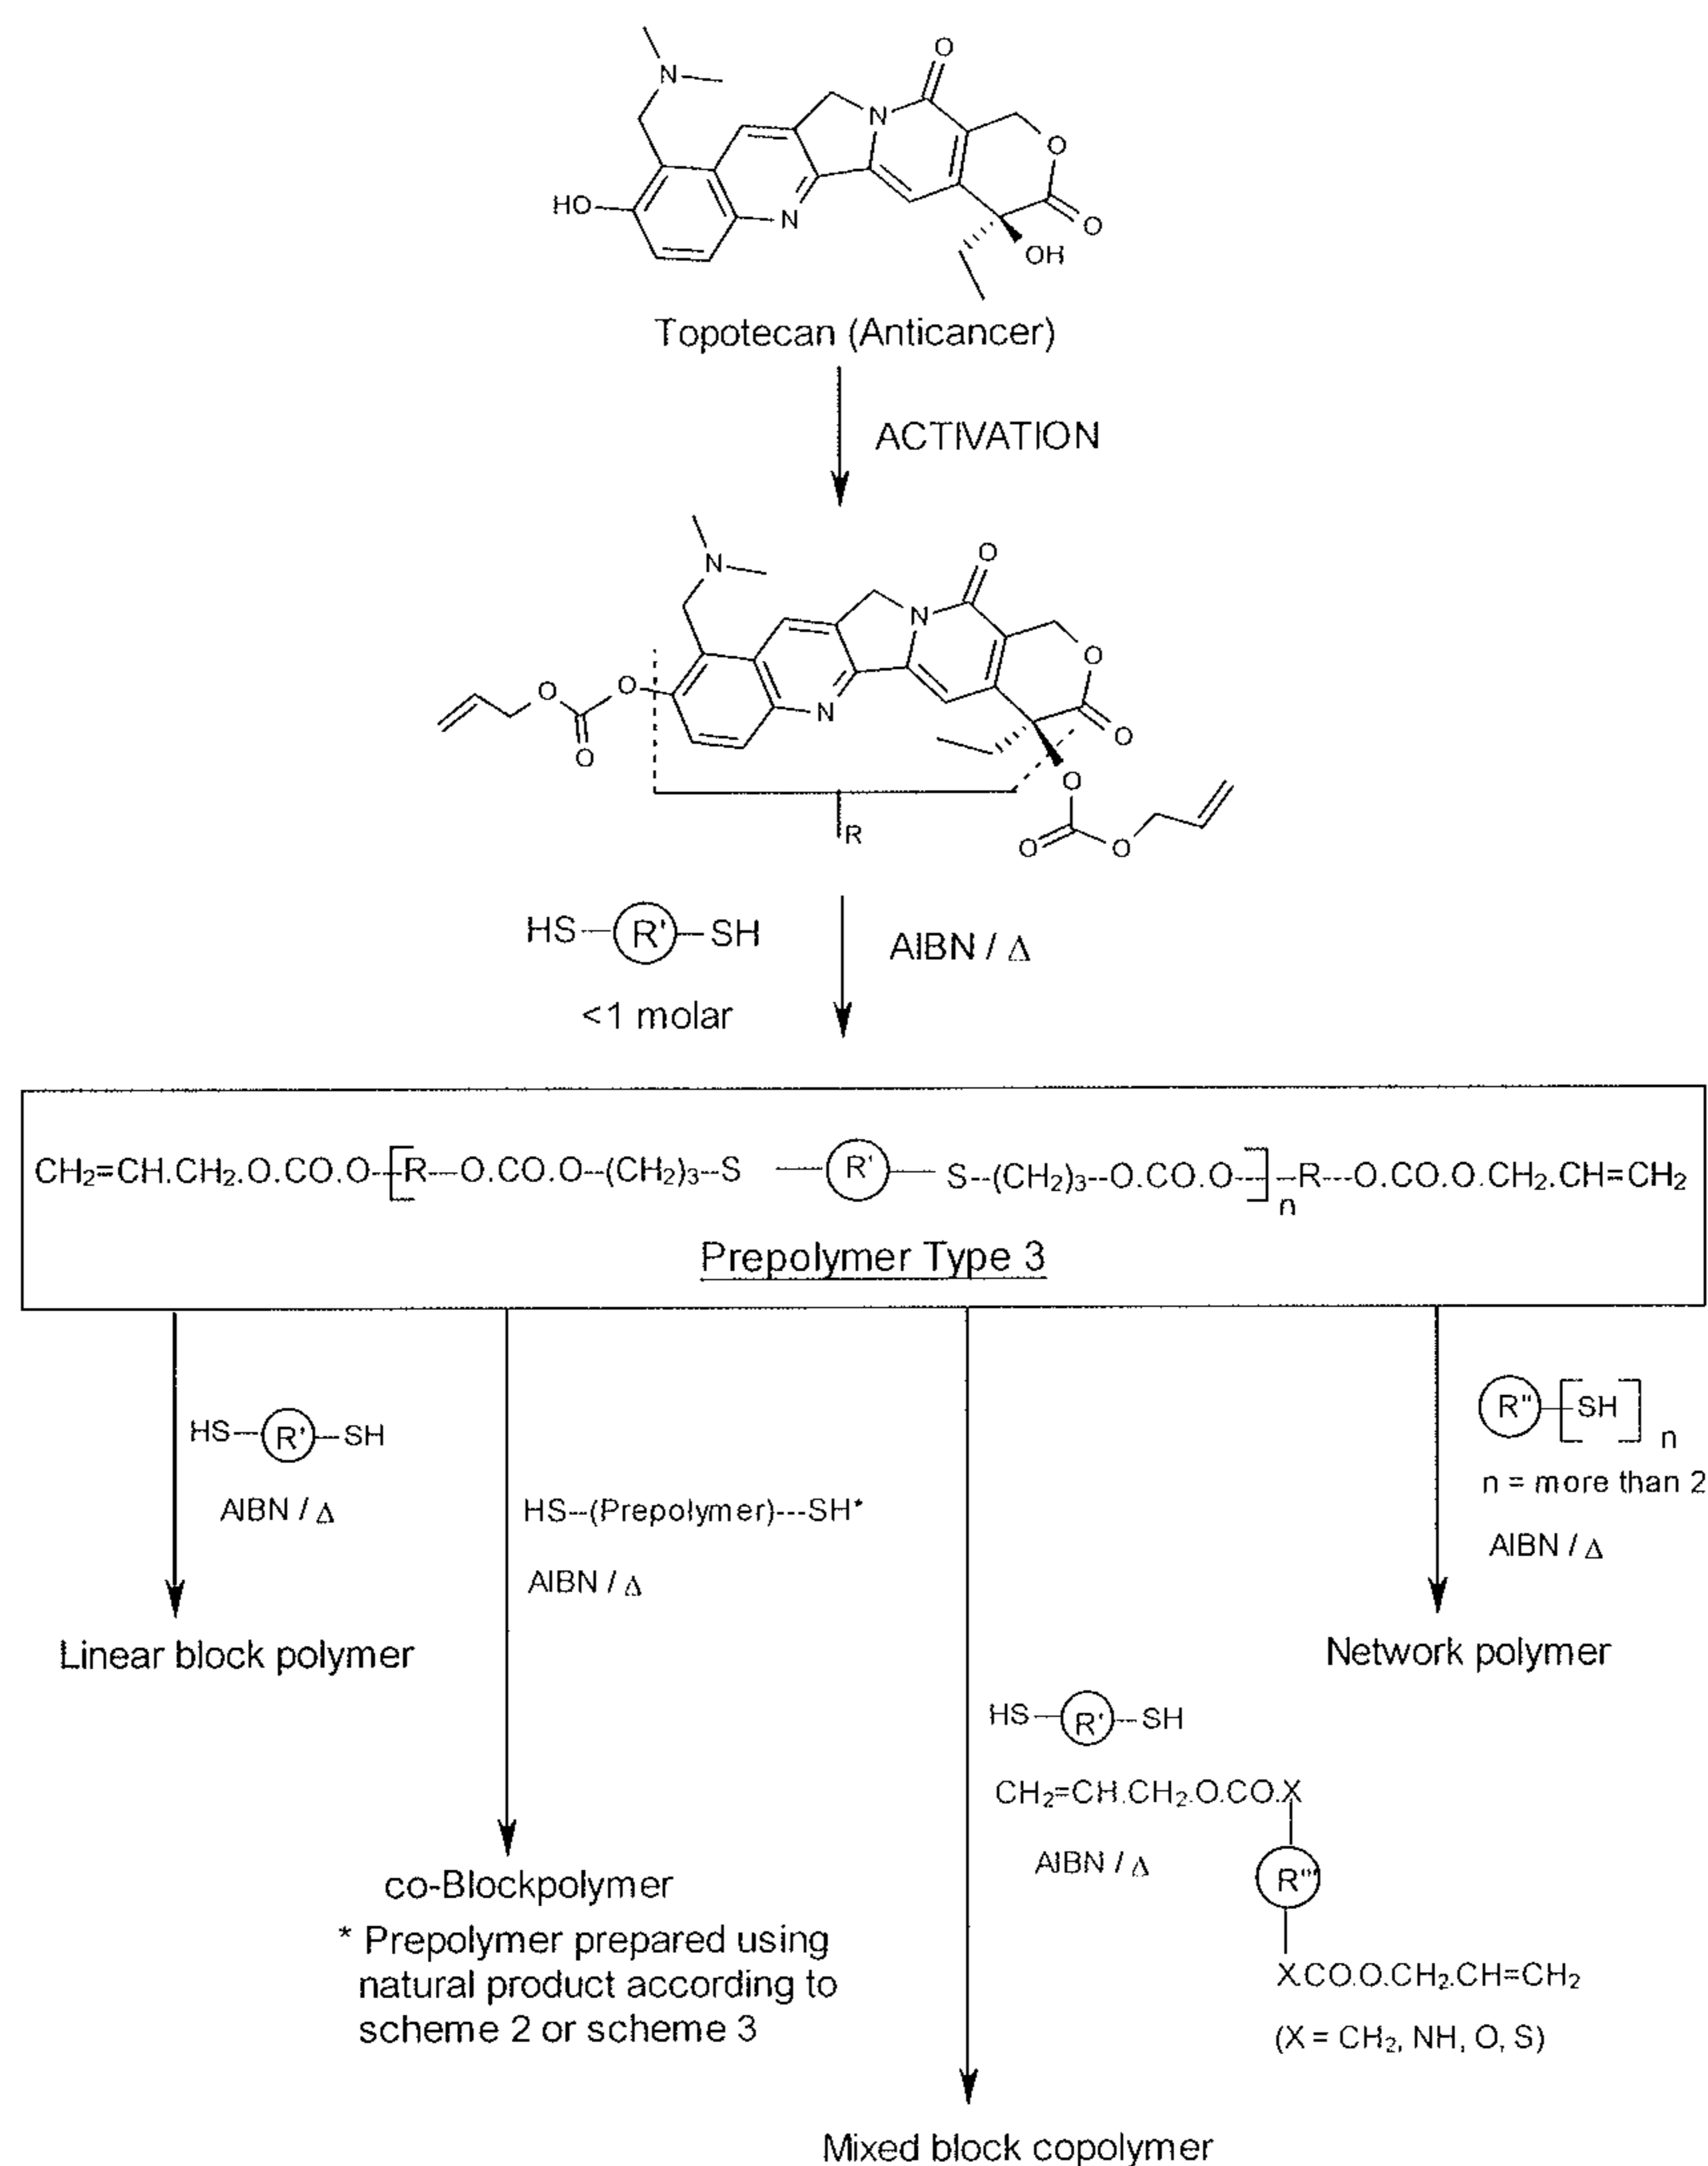 N
O
N
O
HO
N
O
OH
Topotecan (Anticancer)
ACTIVATION
N
O
N
O
O
O
N
O
O
O
R
O
O
HS-(R')-SH
AIBN / Δ
<1 molar
CH₂=CH.CH₂.O.CO.O-[R-O.CO.O--(CH₂)₃--S -(R')- S--(CH₂)₃--O.CO.O--]n-R---O.CO.O.CH₂.CH=CH₂
Prepolymer Type 3
HS-(R')-SH
AIBN / Δ
Linear block polymer
HS--(Prepolymer)---SH*
AIBN / Δ
co-Blockpolymer
* Prepolymer prepared using
natural product according to
scheme 2 or scheme 3
HS-(R')-SH
CH₂=CH.CH₂.O.CO.X
AIBN / Δ
R'''
X.CO.O.CH₂.CH=CH₂
(X = CH₂, NH, O, S)
Mixed block copolymer
R''-[SH]n
n = more than 2
AIBN / Δ
Network polymer